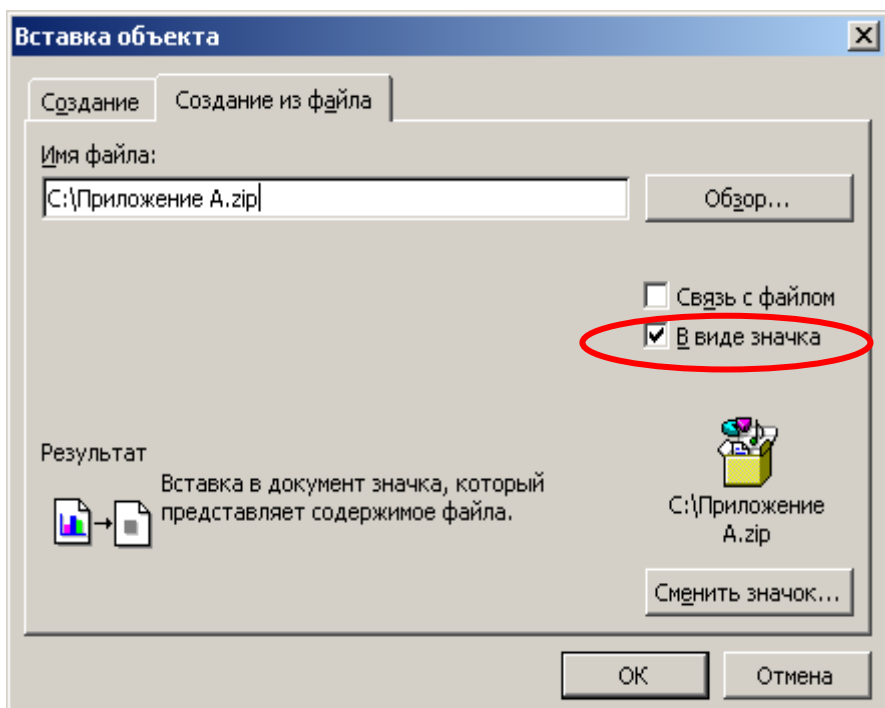 Вставка объекта
Создание
Создание из файла
Имя файла:
C:\Приложение A.zip
Обзор...
Связь с файлом
В виде значка
Результат
Вставка в документ значка, который
представляет содержимое файла.
C:\Приложение
A.zip
Сменить значок...
ОК
Отмена